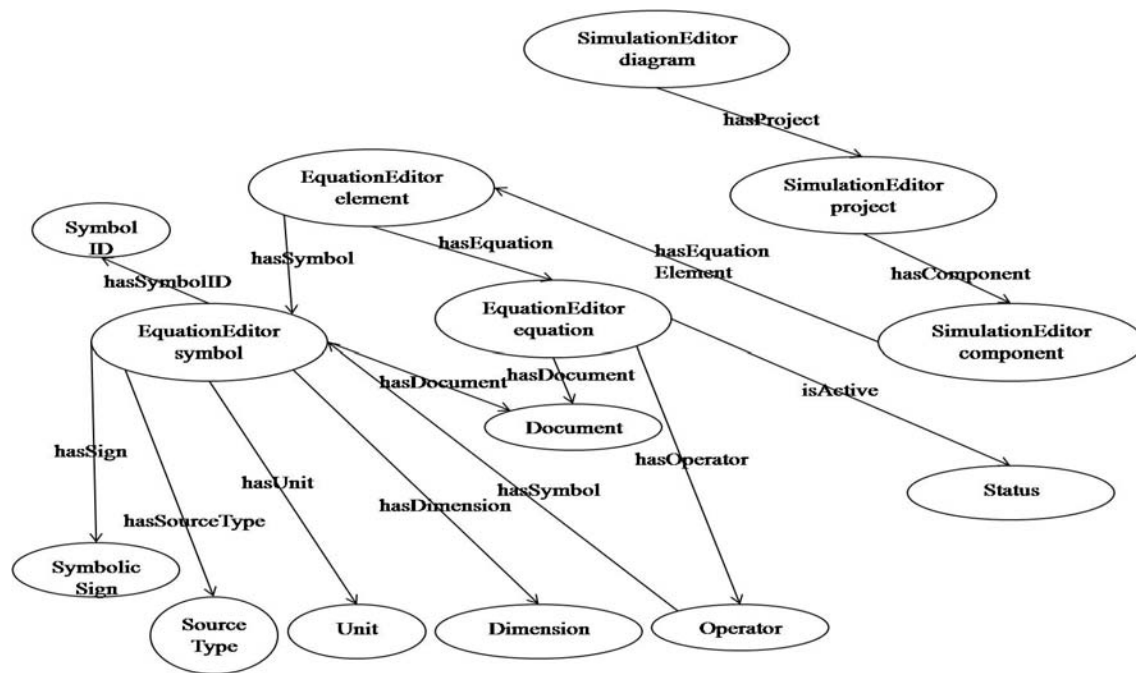 SimulationEditor
diagram
hasProject
EquationEditor
element
SimulationEditor
project
Symbol
ID
hasSymbol
hasEquation
hasEquation
Element
hasComponent
hasSymbolID
EquationEditor
symbol
EquationEditor
equation
SimulationEditor
component
hasDocument
hasDocument
isActive
Document
hasSign
hasOperator
hasUnit
hasSymbol
Status
hasDimension
hasSourceType
Symbolic
Sign
Source
Type
Unit
Dimension
Operator